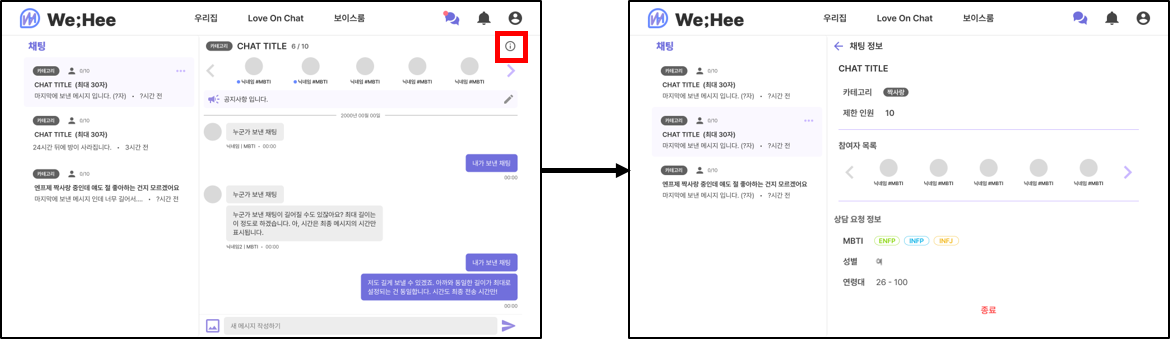 We;Hee
우리집
Love On Chat
보이스룸
채팅
카테고리
0/10
CHAT TITLE (최대 30자)
마지막에 보낸 메시지 입니다. (7자)
?시간 전
카테고리
0/10
CHAT TITLE (최대 30자)
24시간 뒤에 방이 사라집니다.
3시간 전
카테고리
0/10
엔프제 짝사랑 중인데 얘도 절 좋아하는 건지 모르겠어요
마지막에 보낸 메시지 인데 너무 길어서....
?시간 전
카테고리
CHAT TITLE
6 / 10
닉네임 #MBTI
닉네임 #MBTI
닉네임 #MBTI
닉네임 #MBTI
닉네임 #MBTI
공지사항 입니다.
2000년 00월 00일
누군가 보낸 채팅
닉네임 | MBTI • 00:00
내가 보낸 채팅
00:00
누군가 보낸 채팅
누군가 보낸 채팅이 길어질 수도 있잖아요? 최대 길이는
이 정도로 하겠습니다. 아, 시간은 최종 메시지의 시간만
표시됩니다.
닉네임2 | MBTI • 00:00
내가 보낸 채팅
저도 길게 보낼 수 있겠죠. 아까와 동일한 길이가 최대로
설정되는 건 동일합니다. 시간도 최종 전송 시간만!
00:00
새 메시지 작성하기
We;Hee
우리집
Love On Chat
보이스룸
채팅
카테고리
0/10
CHAT TITLE (최대 30자)
마지막에 보낸 메시지 입니다. (7자)
?시간 전
카테고리
0/10
CHAT TITLE (최대 30자)
마지막에 보낸 메시지 입니다. (7자)
?시간 전
카테고리
0/10
엔프제 짝사랑 중인데 얘도 절 좋아하는 건지 모르겠어요
마지막에 보낸 메시지 입니다. (7자)
?시간 전
채팅 정보
CHAT TITLE
카테고리
짝사랑
제한 인원
10
참여자 목록
닉네임 #MBTI
닉네임 #MBTI
닉네임 #MBTI
닉네임 #MBTI
닉네임 #MBTI
상담 요청 정보
MBTI
ENFP
INFP
INFJ
성별
여
연령대
26 - 100
종료